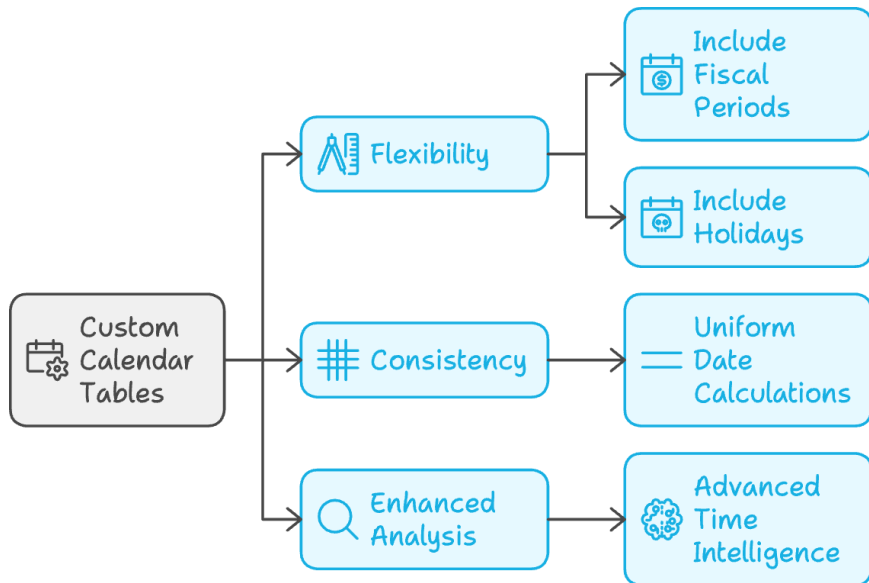 Custom
Calendar
Tables
Flexibility
Include
Fiscal
Periods
Include
Holidays
Consistency
Uniform
Date
Calculations
Enhanced
Analysis
Advanced
Time
Intelligence